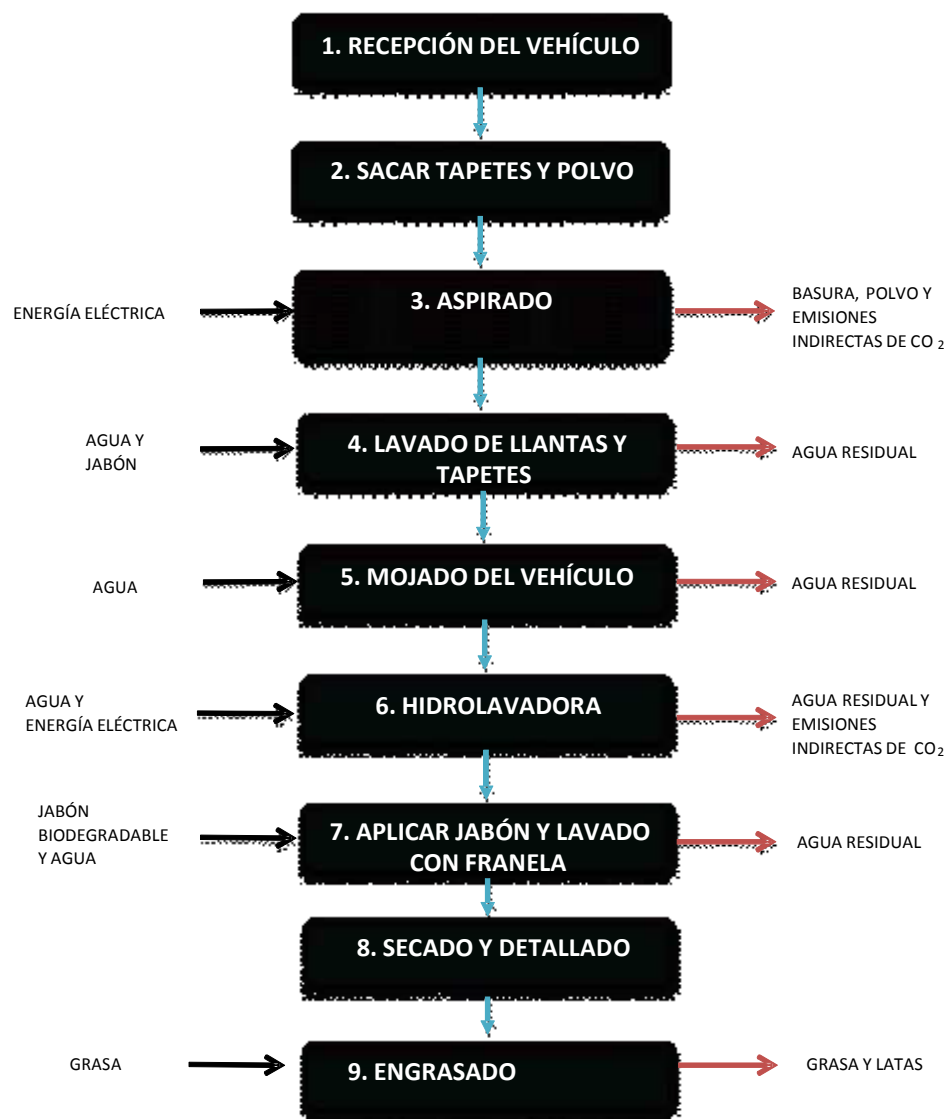 1. RECEPCIÓN DEL VEHÍCULO
2. SACAR TAPETES Y POLVO
ENERGÍA ELÉCTRICA
3. ASPIRADO
BASURA, POLVO Y
EMISIONES
INDIRECTAS DE CO₂
AGUA Y
JABÓN
4. LAVADO DE LLANTAS Y
TAPETES
AGUA RESIDUAL
AGUA
5. MOJADO DEL VEHÍCULO
AGUA RESIDUAL
AGUA Y
ENERGÍA ELÉCTRICA
6. HIDROLAVADORA
AGUA RESIDUAL Y
EMISIONES
INDIRECTAS DE CO₂
JABÓN
BIODEGRADABLE
Y AGUA
7. APLICAR JABÓN Y LAVADO
CON FRANELA
AGUA RESIDUAL
8. SECADO Y DETALLADO
GRASA
9. ENGRASADO
GRASA Y LATAS